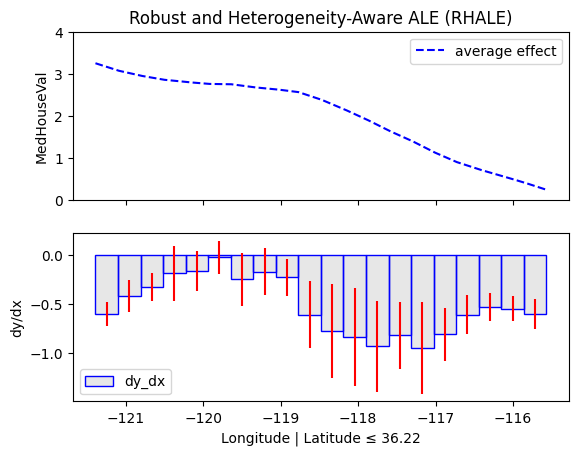 Robust and Heterogeneity-Aware ALE (RHALE)
4
3
2
1
0
MedHouseVal
average effect
0.0
−0.5
−1.0
dy/dx
dy_dx
−121 −120 −119 −118 −117 −116
Longitude | Latitude ≤ 36.22